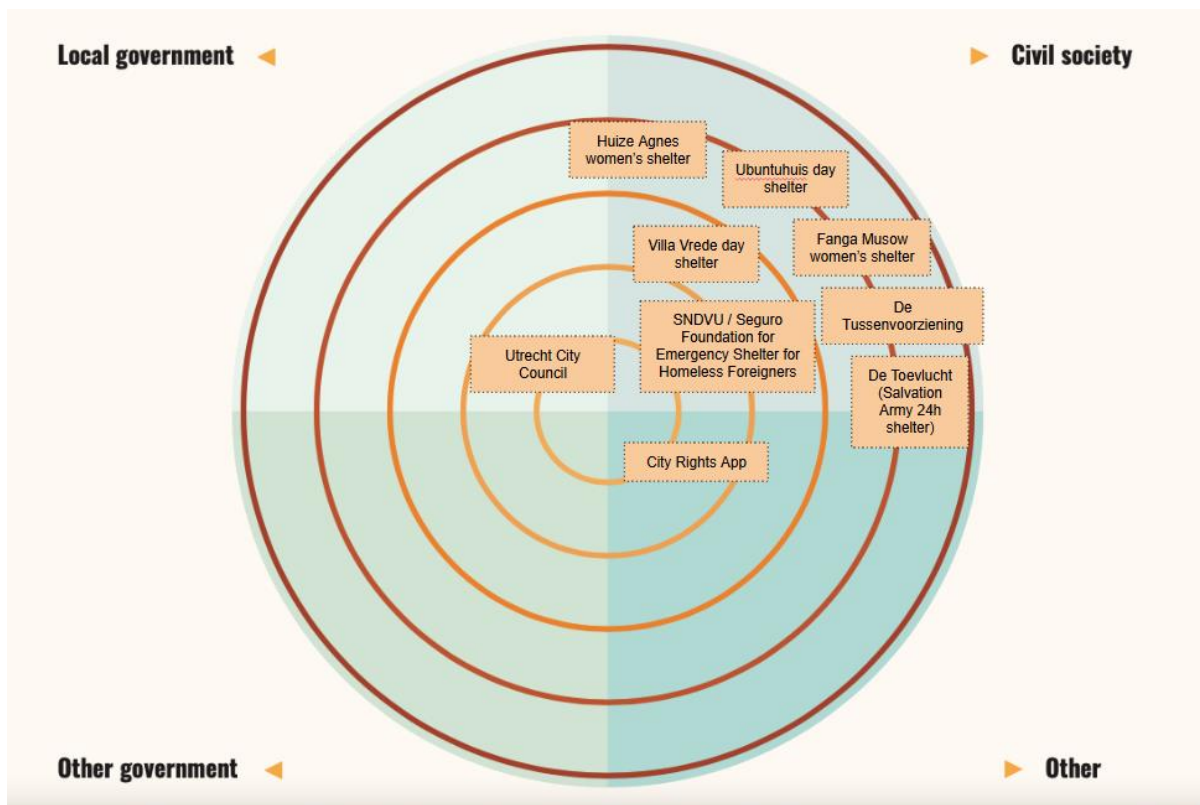 Local government
Civil society
Huize Agnes
women's shelter
Ubuntuhuis day
shelter
Fanga Musow
women's shelter
Villa Vrede day
shelter
De
Tussenvoorziening
SNDVU / Seguro
Foundation for
Emergency Shelter for
Homeless Foreigners
Utrecht City
Council
De Toevlucht
(Salvation
Army 24h
shelter)
City Rights App
Other government
Other